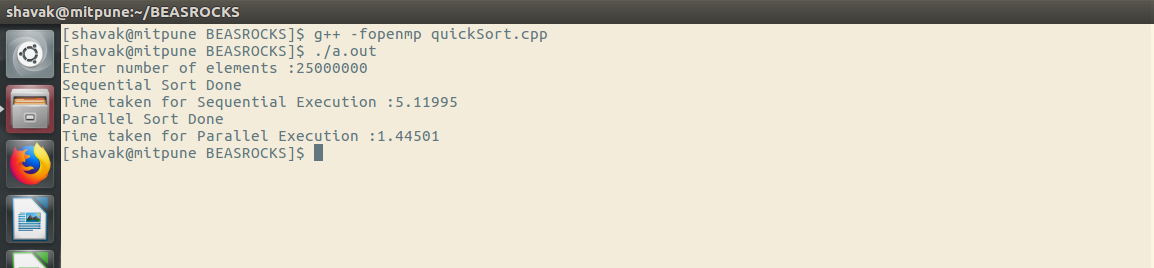 shavak@mitpune:~/BEASROCKS
[shavak@mitpune BEASROCKS]$ g++ -fopenmp quickSort.cpp
[shavak@mitpune BEASROCKS]$ ./a.out
Enter number of elements :25000000
Sequential Sort Done
Time taken for Sequential Execution :5.11995
Parallel Sort Done
Time taken for Parallel Execution :1.44501
[shavak@mitpune BEASROCKS]$